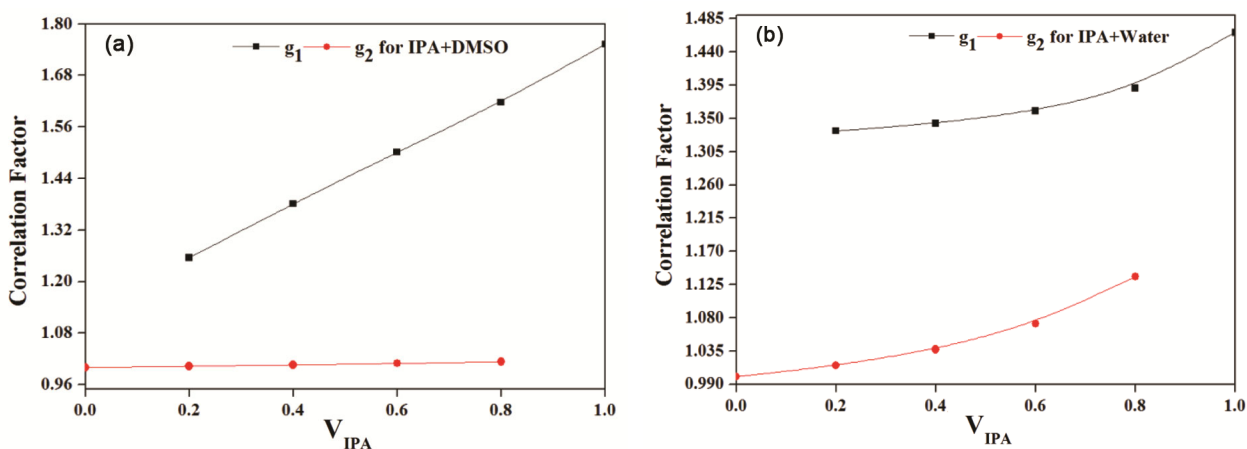 (a)
g1 g2 for IPA+DMSO
Correlation Factor
1.80
1.68
1.56
1.44
1.32
1.20
1.08
0.96
0.0 0.2 0.4 0.6 0.8 1.0
VIPA
(b)
g1 g2 for IPA+Water
Correlation Factor
1.485
1.440
1.395
1.350
1.305
1.260
1.215
1.170
1.125
1.080
1.035
0.990
0.0 0.2 0.4 0.6 0.8 1.0
VIPA